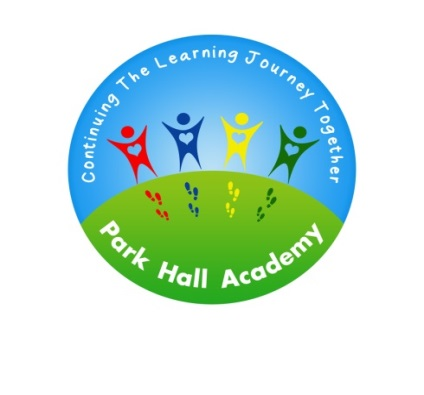 Continuing The Learning Journey Together
Park Hall Academy